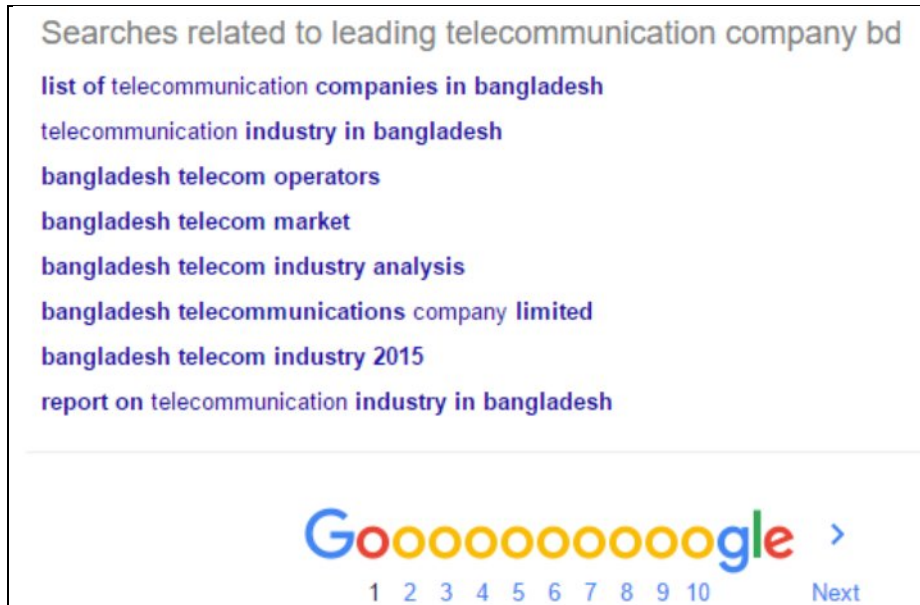 Searches related to leading telecommunication company bd
list of telecommunication companies in bangladesh
telecommunication industry in bangladesh
bangladesh telecom operators
bangladesh telecom market
bangladesh telecom industry analysis
bangladesh telecommunications company limited
bangladesh telecom industry 2015
report on telecommunication industry in bangladesh
Goooooooooogle >
1 2 3 4 5 6 7 8 9 10 Next